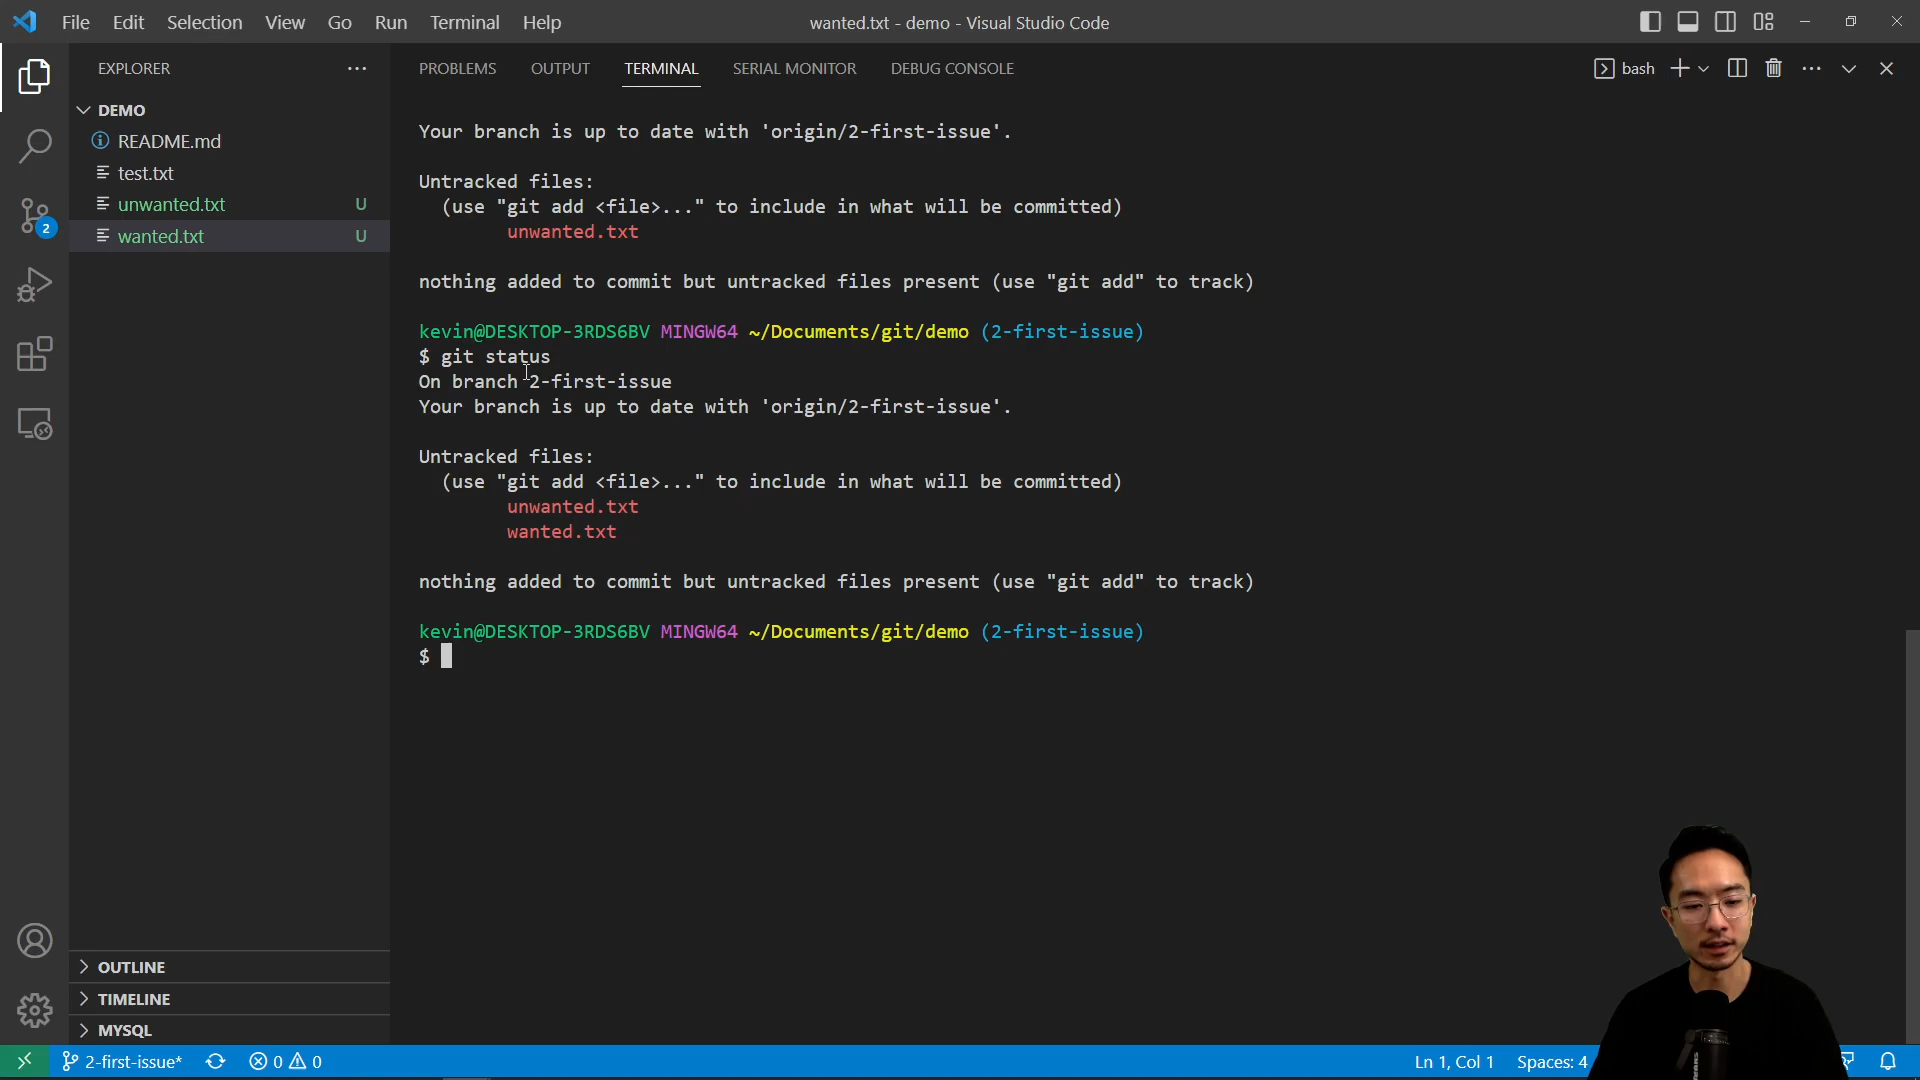 File Edit Selection View Go Run Terminal Help
wanted.txt - demo - Visual Studio Code
EXPLORER
DEMO
README.md
test.txt
unwanted.txt U
wanted.txt U
2
OUTLINE
TIMELINE
MYSQL
PROBLEMS OUTPUT TERMINAL SERIAL MONITOR DEBUG CONSOLE
bash
Your branch is up to date with 'origin/2-first-issue'.
Untracked files:
(use "git add <file>..." to include in what will be committed)
unwanted.txt
nothing added to commit but untracked files present (use "git add" to track)
kevin@DESKTOP-3RDS6BV MINGW64 ~/Documents/git/demo (2-first-issue)
$ git status
On branch 2-first-issue
Your branch is up to date with 'origin/2-first-issue'.
Untracked files:
(use "git add <file>..." to include in what will be committed)
unwanted.txt
wanted.txt
nothing added to commit but untracked files present (use "git add" to track)
kevin@DESKTOP-3RDS6BV MINGW64 ~/Documents/git/demo (2-first-issue)
$
2-first-issue* 0 0 Ln 1, Col 1 Spaces: 4